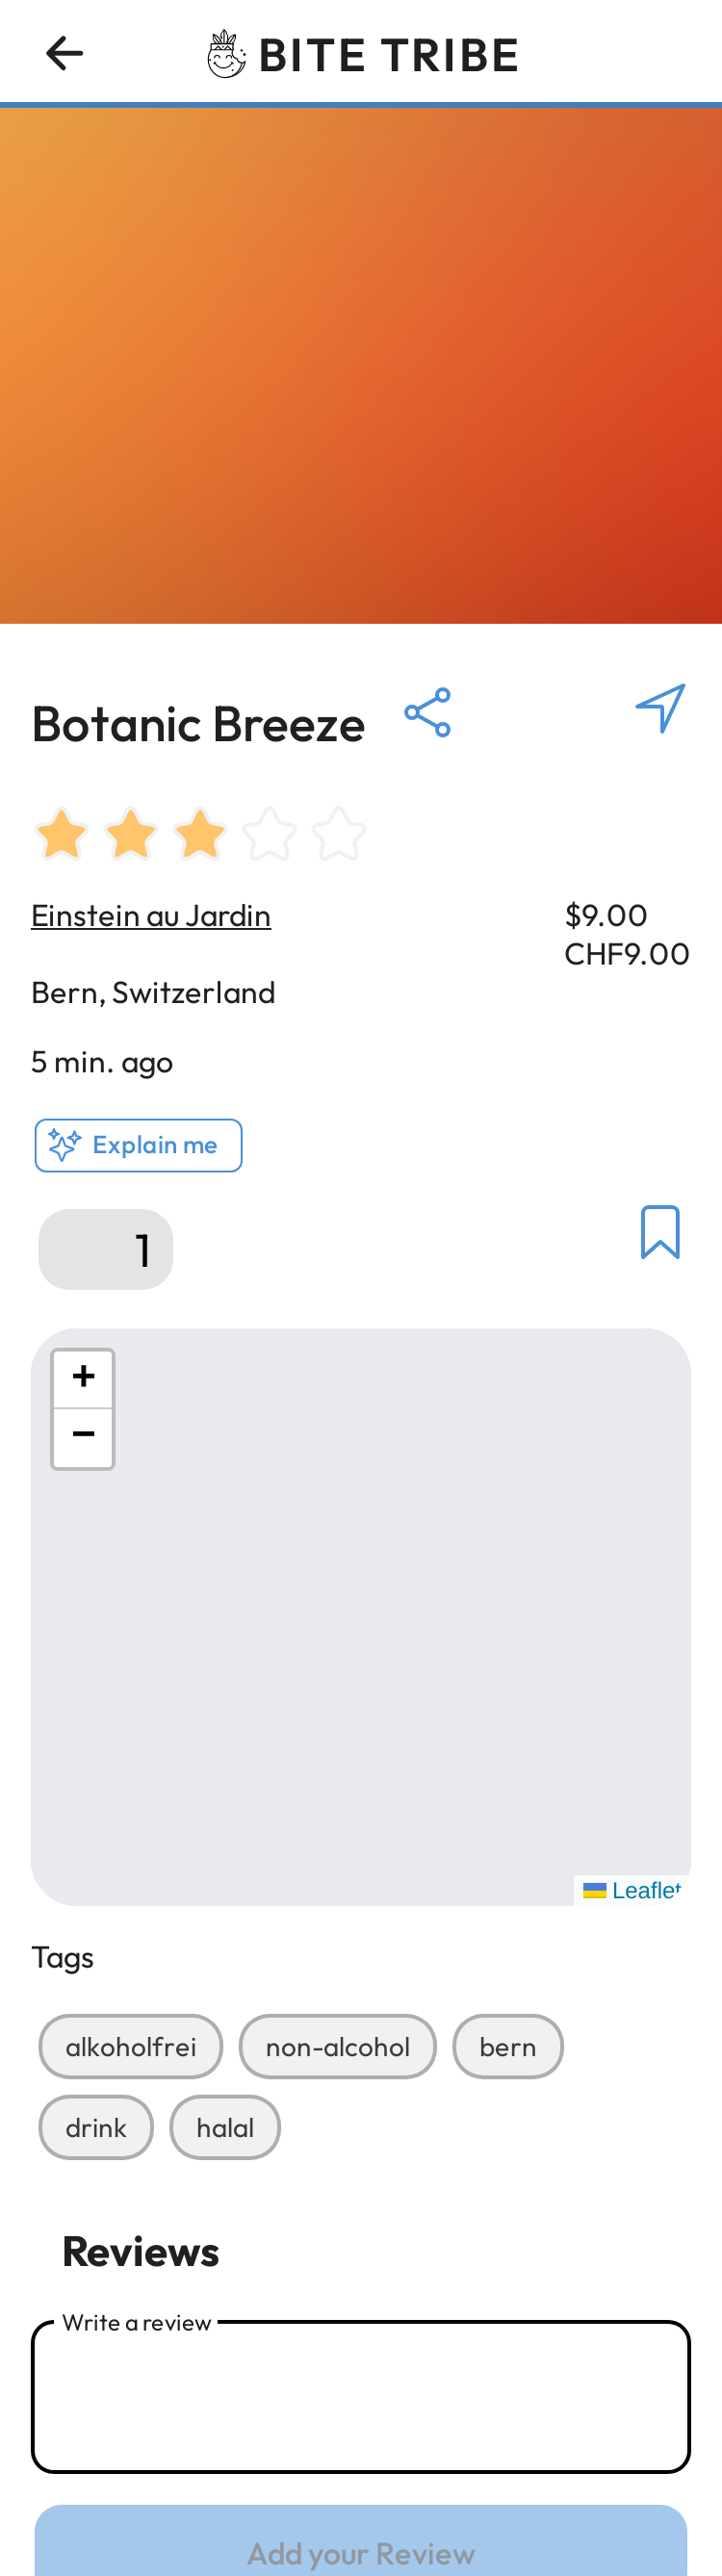 BITE TRIBE
Botanic Breeze
Einstein au Jardin
$9.00
CHF9.00
Bern, Switzerland
5 min. ago
Explain me
1
+
−
Leaflet
Tags
alkoholfrei
non-alcohol
bern
drink
halal
Reviews
Write a review
Add your Review